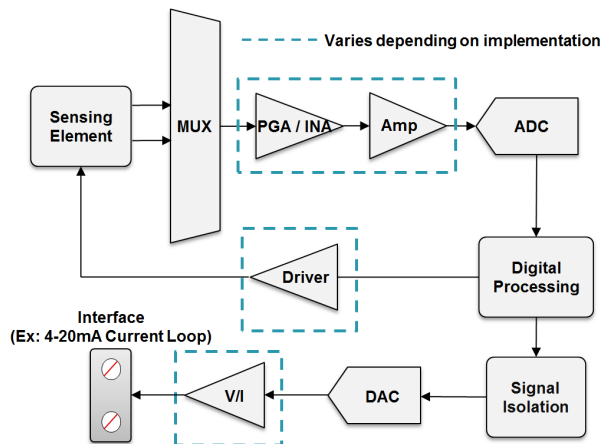 Varies depending on implementation
Sensing
Element
MUX
PGA / INA
Amp
ADC
Driver
Digital
Processing
Interface
(Ex: 4-20mA Current Loop)
V/I
DAC
Signal
Isolation